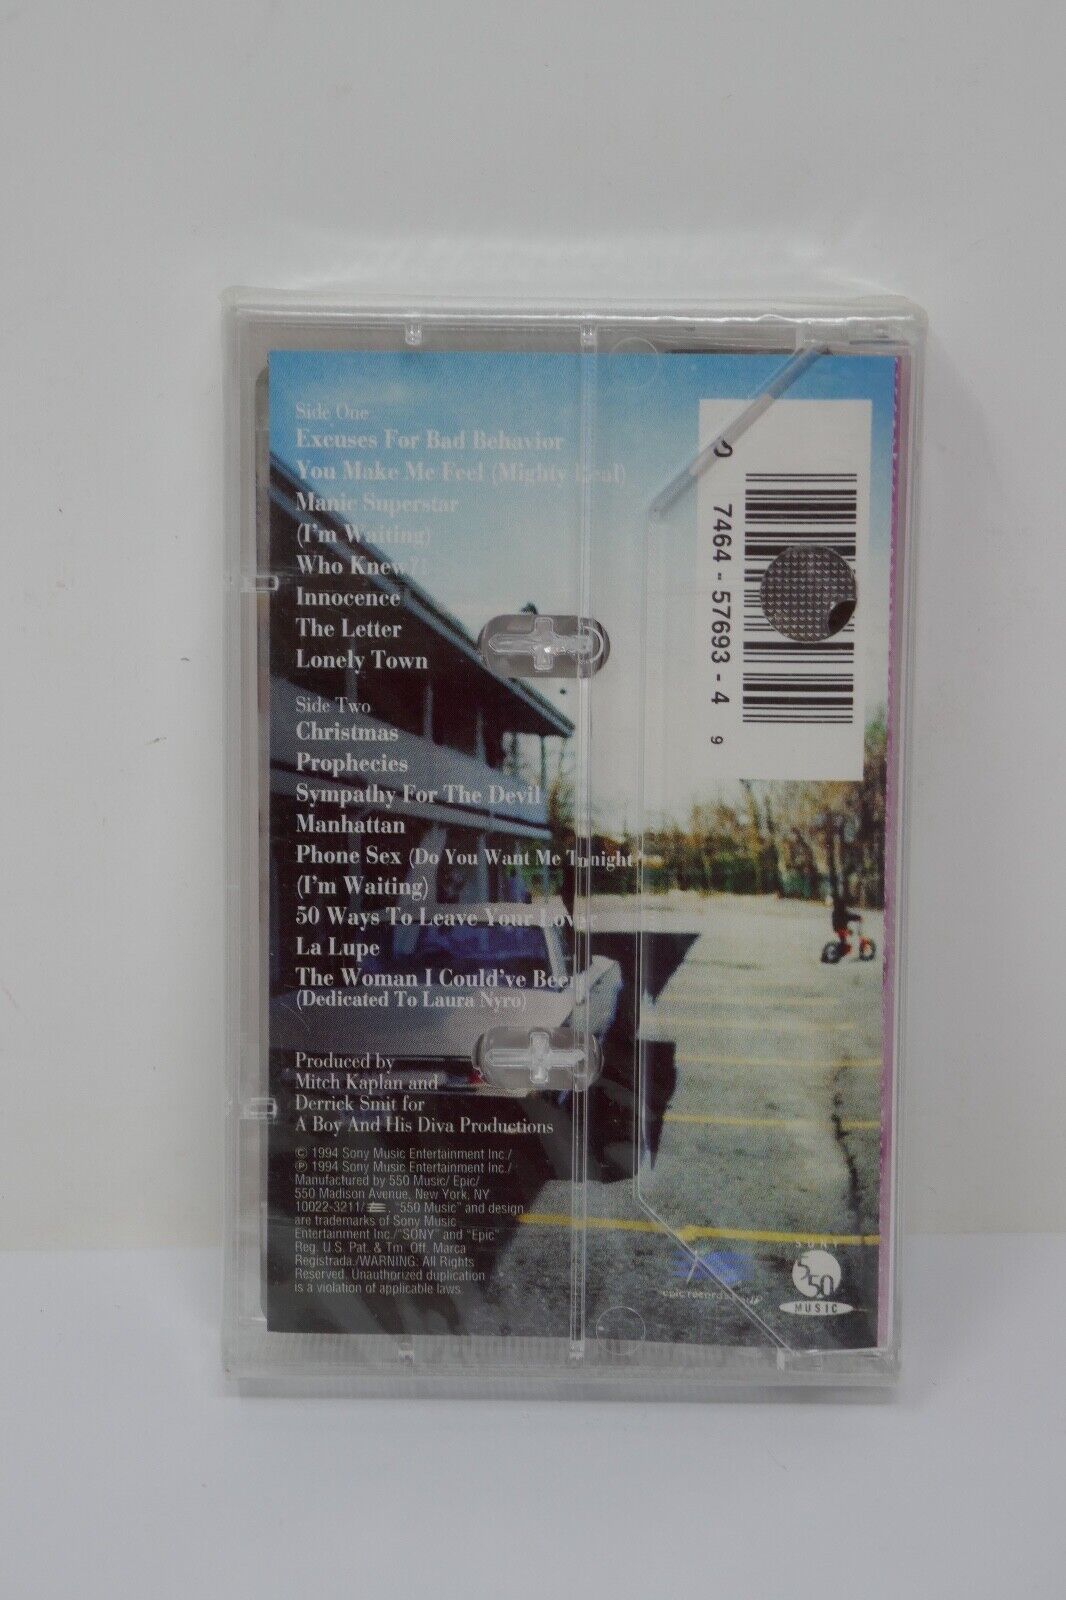 Side One
Excuses For Bad Behavior
You Make Me Feel (Mighty Real)
Manic Superstar
(I'm Waiting)
Who Knew?!
Innocence
The Letter
Lonely Town
Side Two
Christmas
Prophecies
Sympathy For The Devil
Manhattan
Phone Sex (Do You Want Me Tonight
(I'm Waiting)
50 Ways To Leave Your Lover
La Lupe
The Woman I Could've Been
(Dedicated To Laura Nyro)
Produced by
Mitch Kaplan and
Derrick Smit for
A Boy And His Diva Productions
© 1994 Sony Music Entertainment Inc./
℗ 1994 Sony Music Entertainment Inc./
Manufactured by 550 Music/ Epic/
550 Madison Avenue, New York, NY
10022-3211/ . "550 Music" and design
are trademarks of Sony Music
Entertainment Inc./"SONY" and "Epic"
Reg. U.S. Pat. & Tm. Off. Marca
Registrada./WARNING: All Rights
Reserved. Unauthorized duplication
is a violation of applicable laws
0 7464-57693-4 9
epic records
SONY
550
MUSIC